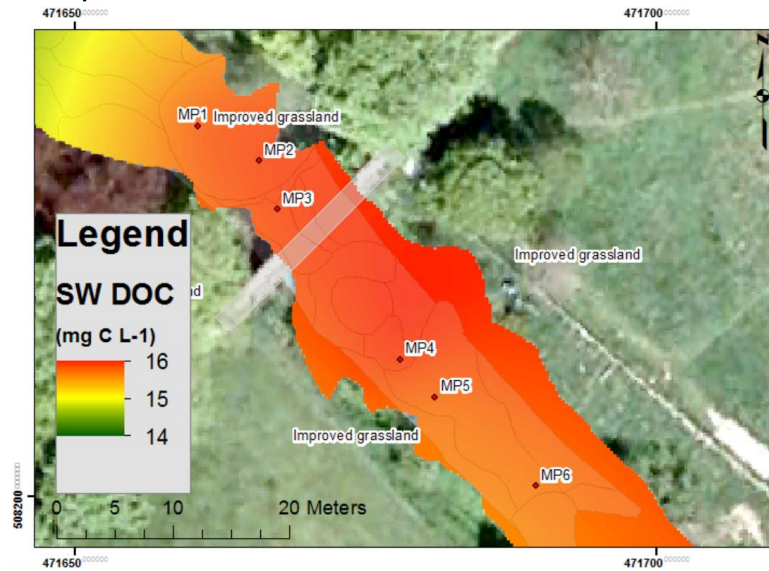 471650
471700
MP1
Improved grassland
MP2
MP3
Legend
Improved grassland
SW DOC
nd
(mg C L-1)
16
MP4
15
MP5
14
Improved grassland
MP6
508200
0 5 10 20 Meters
471650
471700